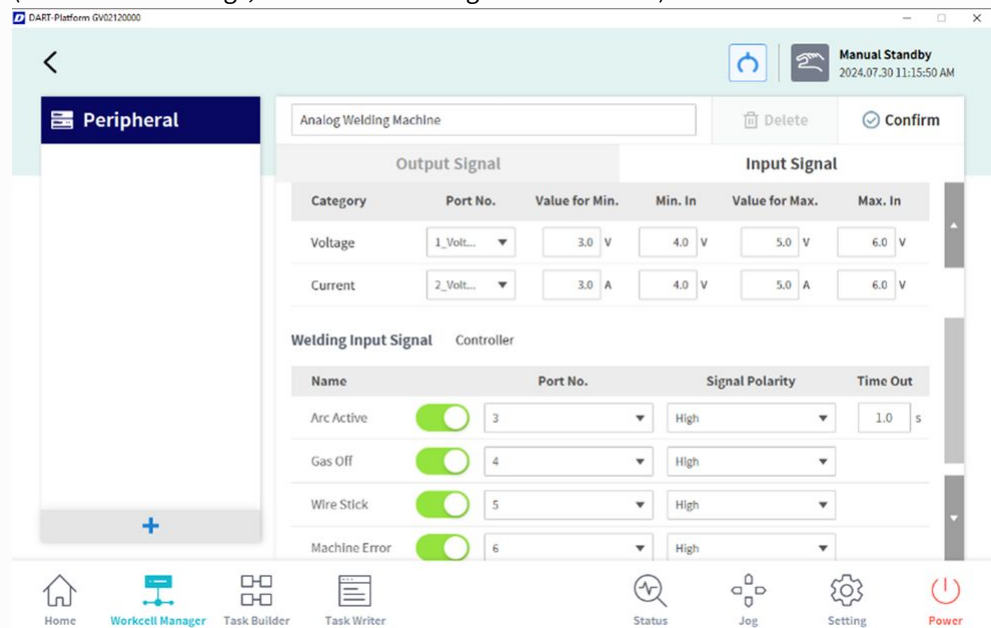 DART-Platform GV02120000
Manual Standby
2024.07.30 11:15:50 AM
Peripheral
Analog Welding Machine
Delete
Confirm
Output Signal
Input Signal
Category Port No. Value for Min. Min. In Value for Max. Max. In
Voltage 1_Volt... 3.0 V 4.0 V 5.0 V 6.0 V
Current 2_Volt... 3.0 A 4.0 V 5.0 A 6.0 V
Welding Input Signal Controller
Name Port No. Signal Polarity Time Out
Arc Active 3 High 1.0 s
Gas Off 4 High
Wire Stick 5 High
Machine Error 6 High
+
Home Workcell Manager Task Builder Task Writer Status Jog Setting Power